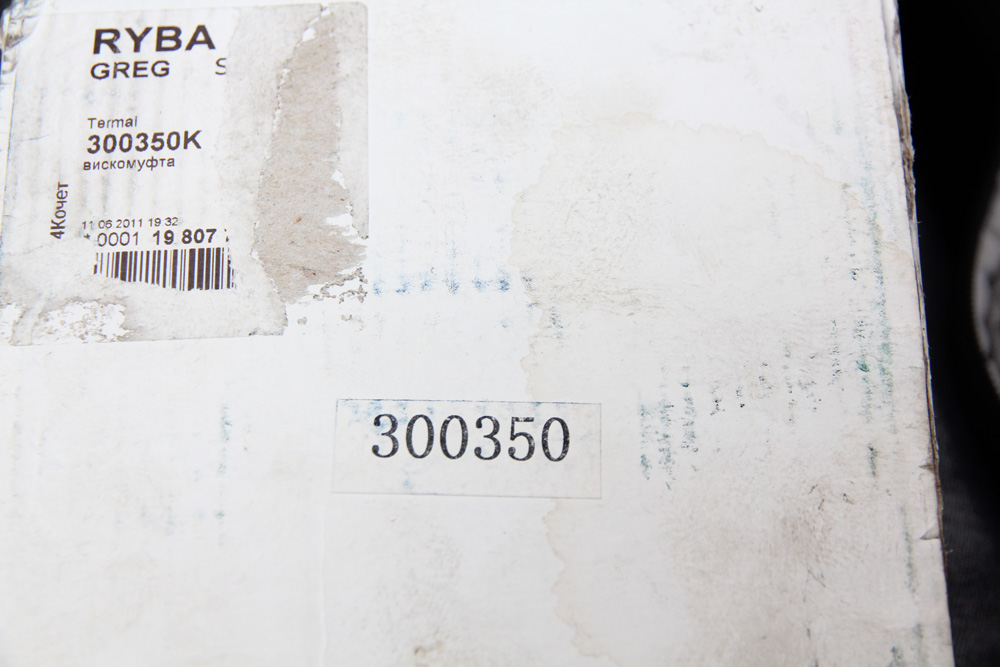 RYBA
GREG S
Termal
300350K
вискомуфта
4Кочет
11 06 2011 19 32
* 0001 19 807
300350